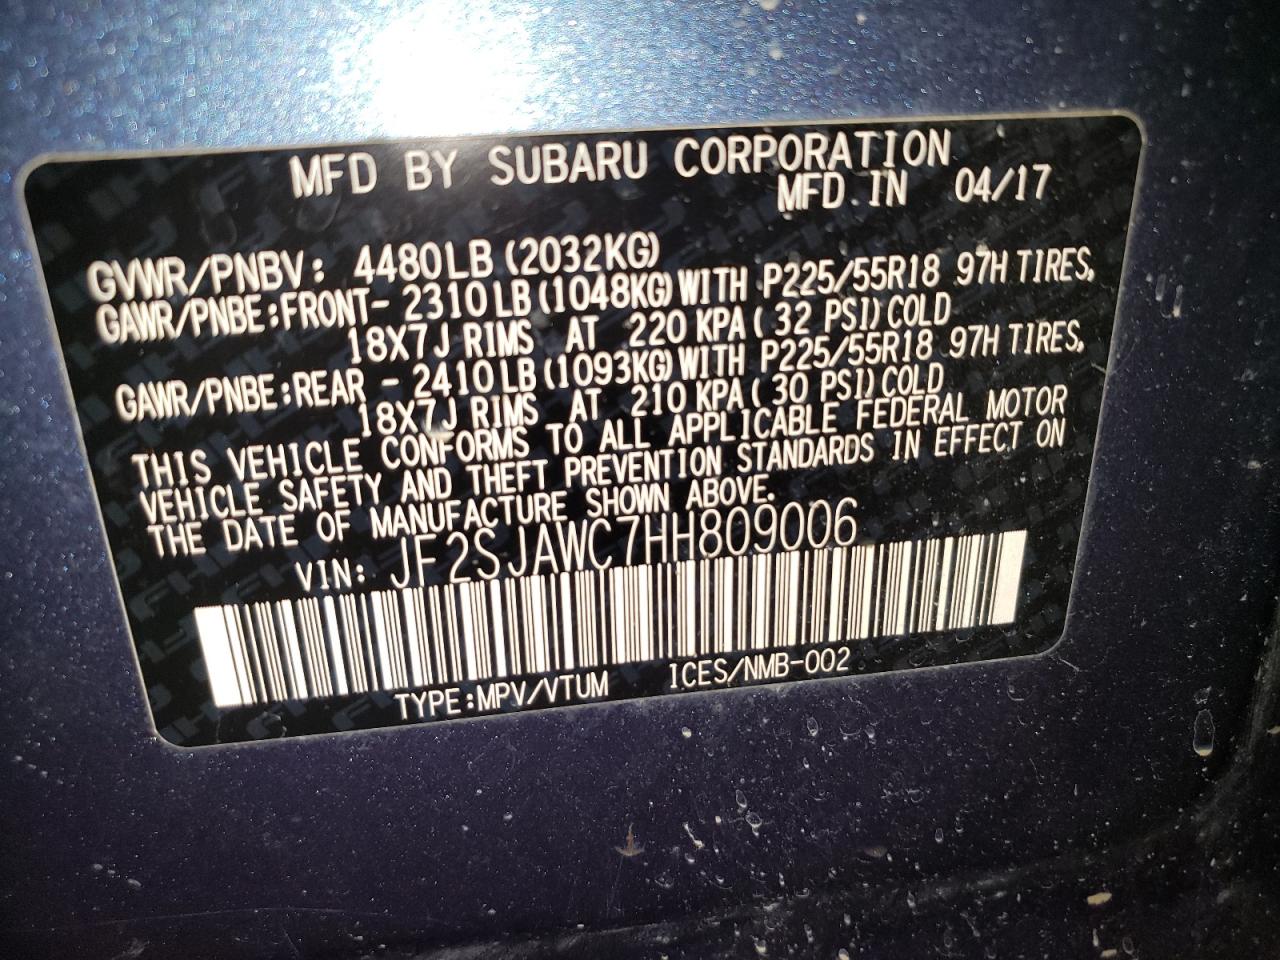 MFD BY SUBARU CORPORATION
MFD IN 04/17
GVWR/PNBV: 4480LB (2032KG)
GAWR/PNBE:FRONT- 2310LB(1048KG)WITH P225/55R18 97H TIRES,
18X7J RIMS AT 220 KPA( 32 PSI)COLD
GAWR/PNBE:REAR - 2410LB(1093KG)WITH P225/55R18 97H TIRES,
18X7J RIMS AT 210 KPA( 30 PSI)COLD
THIS VEHICLE CONFORMS TO ALL APPLICABLE FEDERAL MOTOR
VEHICLE SAFETY AND THEFT PREVENTION STANDARDS IN EFFECT ON
THE DATE OF MANUFACTURE SHOWN ABOVE.
VIN: JF2SJAWC7HH809006
TYPE:MPV/VTUM ICES/NMB-002